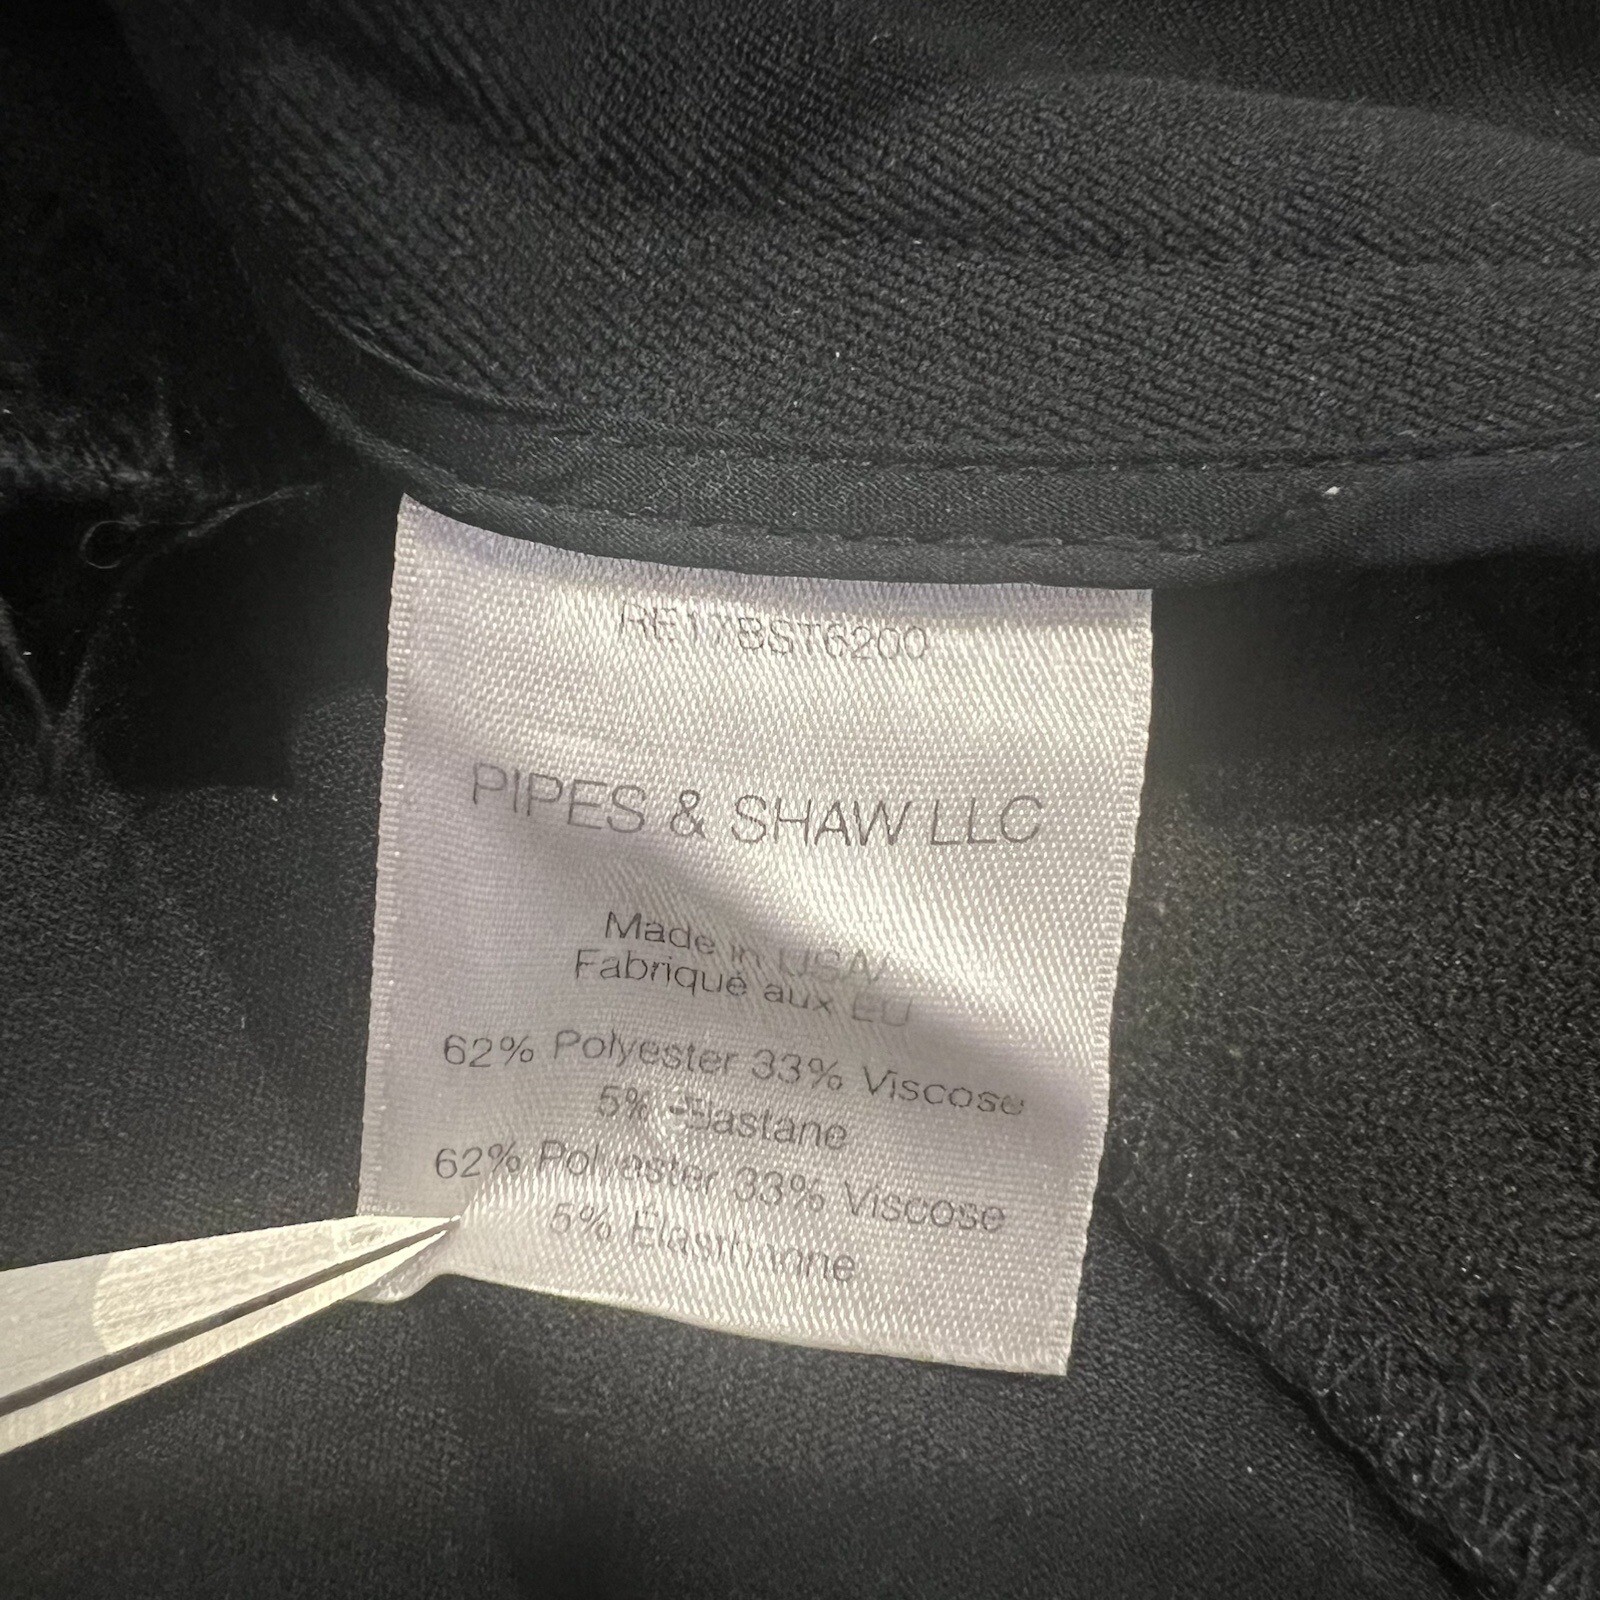 RE17BST6200
PIPES & SHAW LLC
Made in USA/
Fabriqué aux EU
62% Polyester 33% Viscose
5% Elastane
62% Polyester 33% Viscose
5% Elasthanne